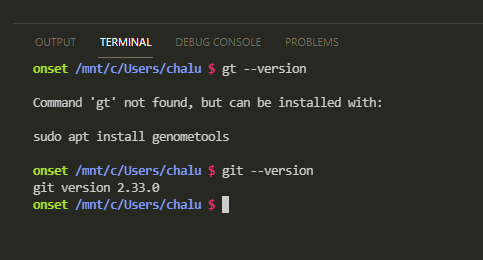 OUTPUT TERMINAL DEBUG CONSOLE PROBLEMS
onset /mnt/c/Users/chalu $ gt --version
Command 'gt' not found, but can be installed with:
sudo apt install genometools
onset /mnt/c/Users/chalu $ git --version
git version 2.33.0
onset /mnt/c/Users/chalu $